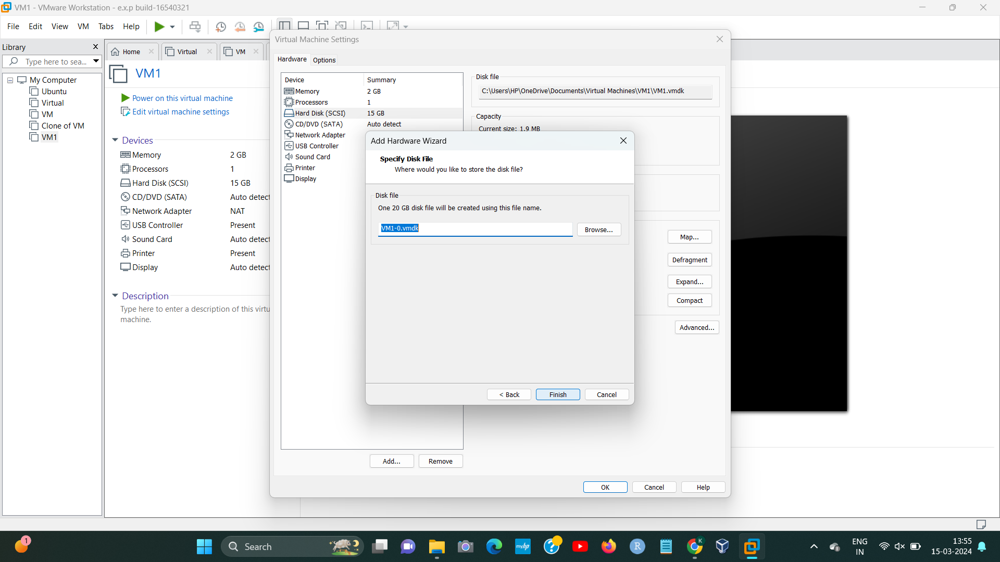 VM1 - VMware Workstation - e.x.p build-16540321
File Edit View VM Tabs Help
Library
Type here to sea...
My Computer
Ubuntu
Virtual
VM
Clone of VM
VM1
Home
Virtual
VM
VM1
Power on this virtual machine
Edit virtual machine settings
Devices
Memory 2 GB
Processors 1
Hard Disk (SCSI) 15 GB
CD/DVD (SATA) Auto detect
Network Adapter NAT
USB Controller Present
Sound Card Auto detect
Printer Present
Display Auto detect
Description
Type here to enter a description of this virtu
machine.
Virtual Machine Settings
Hardware Options
Device Summary
Memory 2 GB
Processors 1
Hard Disk (SCSI) 15 GB
CD/DVD (SATA) Auto detect
Network Adapter
USB Controller
Sound Card
Printer
Display
Add... Remove
Disk file
C:\Users\HP\OneDrive\Documents\Virtual Machines\VM1\VM1.vmdk
Capacity
Current size: 1.9 MB
Map...
Defragment
Expand...
Compact
Advanced...
OK Cancel Help
Add Hardware Wizard
Specify Disk File
Where would you like to store the disk file?
Disk file
One 20 GB disk file will be created using this file name.
VM1-0.vmdk Browse...
< Back Finish Cancel
1
Search
myhp
?
R
K
ENG
IN
13:55
15-03-2024